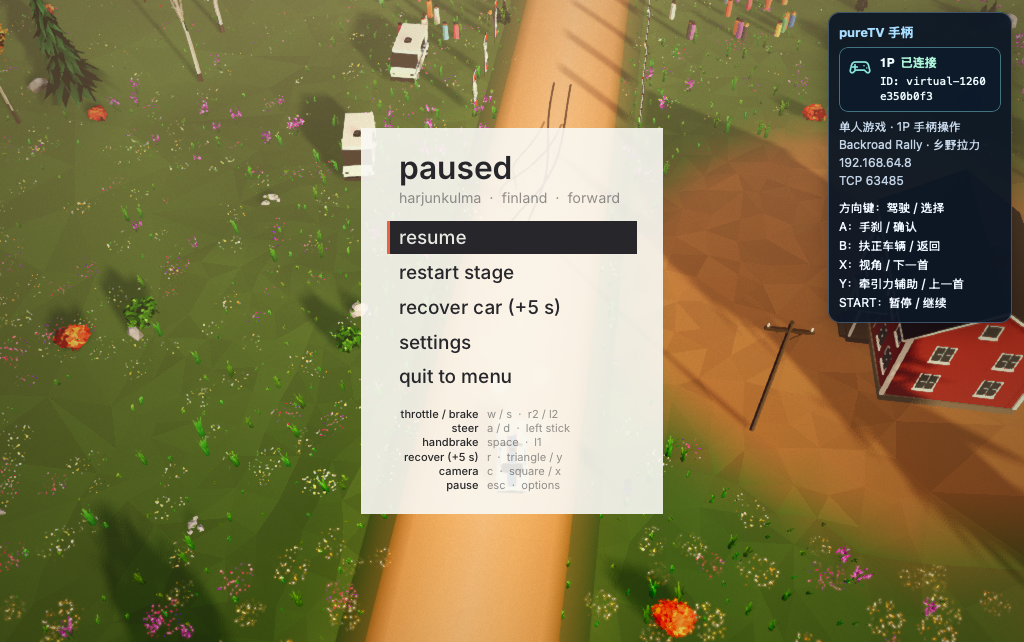 paused
harjunkulma · finland · forward
resume
restart stage
recover car (+5 s)
settings
quit to menu
throttle / brake w / s · r2 / l2
steer a / d · left stick
handbrake space · l1
recover (+5 s) r · triangle / y
camera c · square / x
pause esc · options
pureTV 手柄
1P 已连接
ID: virtual-1260
e350b0f3
单人游戏 · 1P 手柄操作
Backroad Rally · 乡野拉力
192.168.64.8
TCP 63485
方向键：驾驶 / 选择
A：手刹 / 确认
B：扶正车辆 / 返回
X：视角 / 下一首
Y：牵引力辅助 / 上一首
START：暂停 / 继续